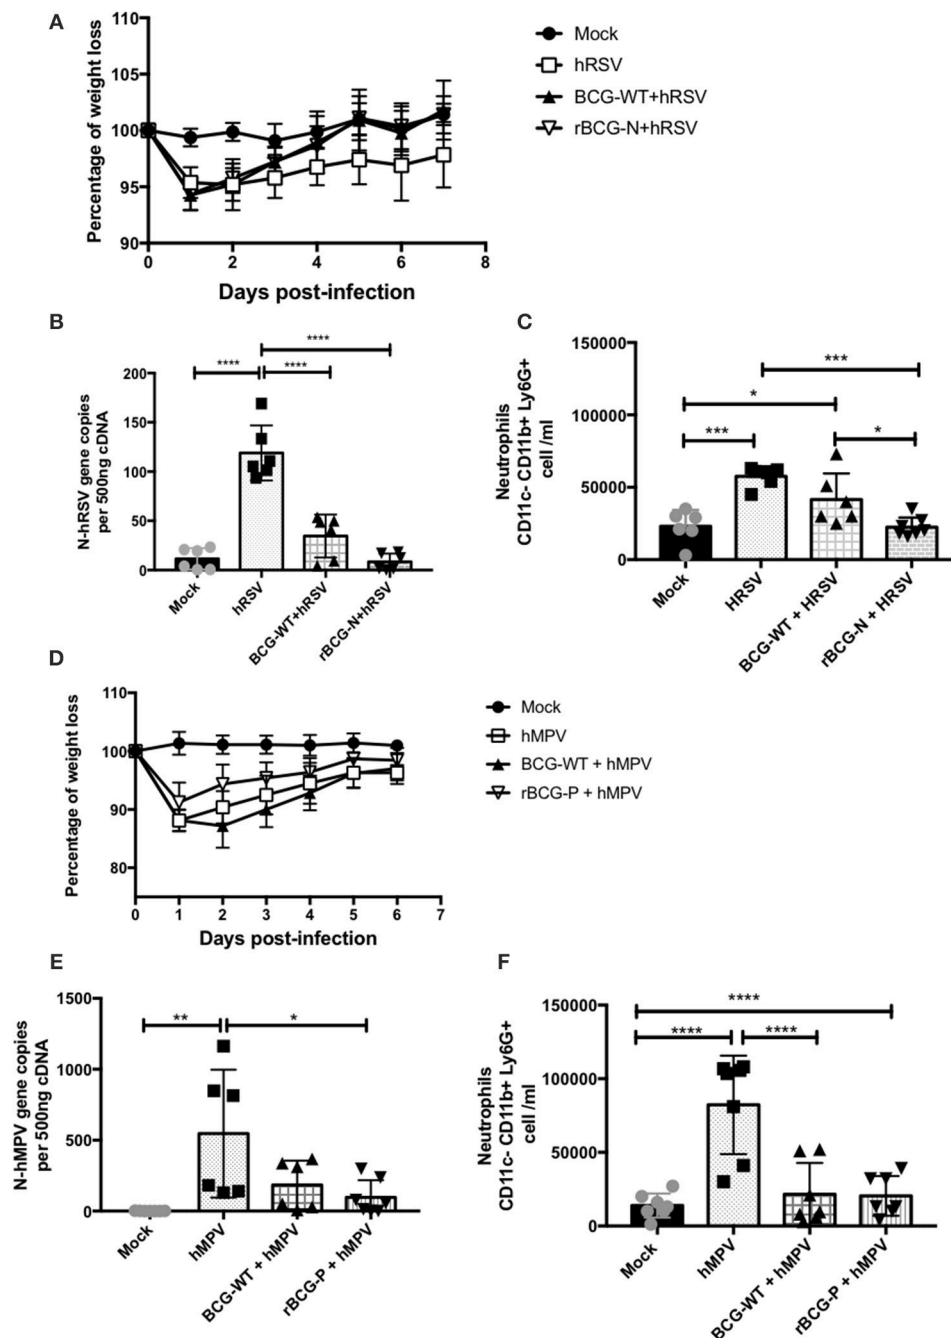 A
Percentage of weight loss
110
105
100
95
90
0 2 4 6 8
Days post-infection
Mock
hRSV
BCG-WT+hRSV
rBCG-N+hRSV
B
N-hRSV gene copies
per 500ng cDNA
200
150
100
50
0
****
**** ****
Mock
hRSV
BCG-WT+hRSV
rBCG-N+hRSV
C
Neutrophils
CD11c- CD11b+ Ly6G+
cell /ml
150000
100000
50000
0
***
*
*** *
Mock
HRSV
BCG-WT + HRSV
rBCG-N + HRSV
D
Percentage of weight loss
110
100
90
80
0 1 2 3 4 5 6 7
Days post-infection
Mock
hMPV
BCG-WT + hMPV
rBCG-P + hMPV
E
N-hMPV gene copies
per 500ng cDNA
1500
1000
500
0
** *
Mock
hMPV
BCG-WT + hMPV
rBCG-P + hMPV
F
Neutrophils
CD11c- CD11b+ Ly6G+
cell /ml
150000
100000
50000
0
****
**** ****
Mock
hMPV
BCG-WT + hMPV
rBCG-P + hMPV